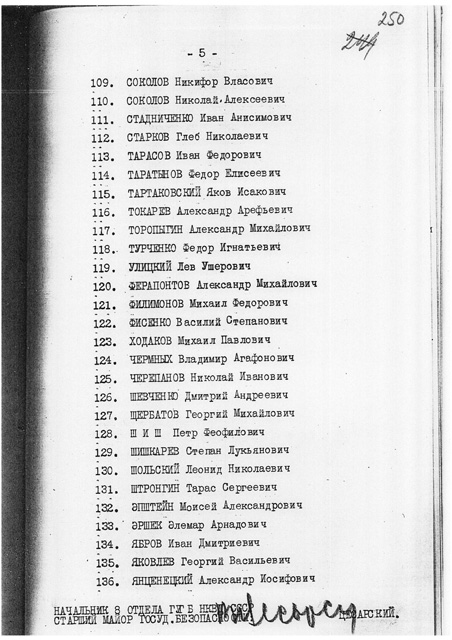 250
- 5 -
109. СОКОЛОВ Никифор Власович
110. СОКОЛОВ Николай Алексеевич
111. СТАДНИЧЕНКО Иван Анисимович
112. СТАРКОВ Глеб Николаевич
113. ТАРАСОВ Иван Федорович
114. ТАРАТЫНОВ Федор Елисеевич
115. ТАРТАКОВСКИЙ Яков Исакович
116. ТОКАРЕВ Александр Арефьевич
117. ТОРОПЫГИН Александр Михайлович
118. ТУРЧЕНКО Федор Игнатьевич
119. УЛИЦКИЙ Лев Ушерович
120. ФЕРАПОНТОВ Александр Михайлович
121. ФИЛИМОНОВ Михаил Федорович
122. ФИСЕНКО Василий Степанович
123. ХОДАКОВ Михаил Павлович
124. ЧЕРМНЫХ Владимир Агафонович
125. ЧЕРЕПАНОВ Николай Иванович
126. ШЕВЧЕНКО Дмитрий Андреевич
127. ЩЕРБАТОВ Георгий Михайлович
128. Ш И Ш Петр Феофилович
129. ШИШКАРЕВ Степан Лукьянович
130. ШОЛЬСКИЙ Леонид Николаевич
131. ШТРОНГИН Тарас Сергеевич
132. ЭПШТЕЙН Моисей Александрович
133. ЭРШЕК Элемар Арнадович
134. ЯБРОВ Иван Дмитриевич
135. ЯКОВЛЕВ Георгий Васильевич
136. ЯНЦЕНЕЦКИЙ Александр Иосифович
НАЧАЛЬНИК 8 ОТДЕЛА ГУГБ НКВД СССР
СТАРШИЙ МАЙОР ГОСУД.БЕЗОПАСНОСТИ ЦЕСАРСКИЙ.